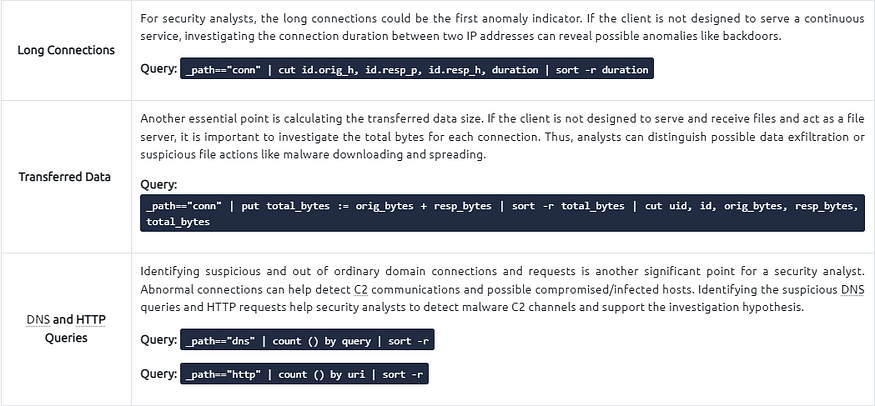 For security analysts, the long connections could be the first anomaly indicator. If the client is not designed to serve a continuous
service, investigating the connection duration between two IP addresses can reveal possible anomalies like backdoors.
Long Connections
Query: _path=="conn" | cut id.orig_h, id.resp_p, id.resp_h, duration | sort -r duration
Another essential point is calculating the transferred data size. If the client is not designed to serve and receive files and act as a file
server, it is important to investigate the total bytes for each connection. Thus, analysts can distinguish possible data exfiltration or
suspicious file actions like malware downloading and spreading.
Transferred Data
Query:
_path=="conn" | put total_bytes := orig_bytes + resp_bytes | sort -r total_bytes | cut uid, id, orig_bytes, resp_bytes,
total_bytes
Identifying suspicious and out of ordinary domain connections and requests is another significant point for a security analyst.
Abnormal connections can help detect C2 communications and possible compromised/infected hosts. Identifying the suspicious DNS
queries and HTTP requests help security analysts to detect malware C2 channels and support the investigation hypothesis.
DNS and HTTP
Queries
Query: _path=="dns" | count () by query | sort -r
Query: _path=="http" | count () by uri | sort -r